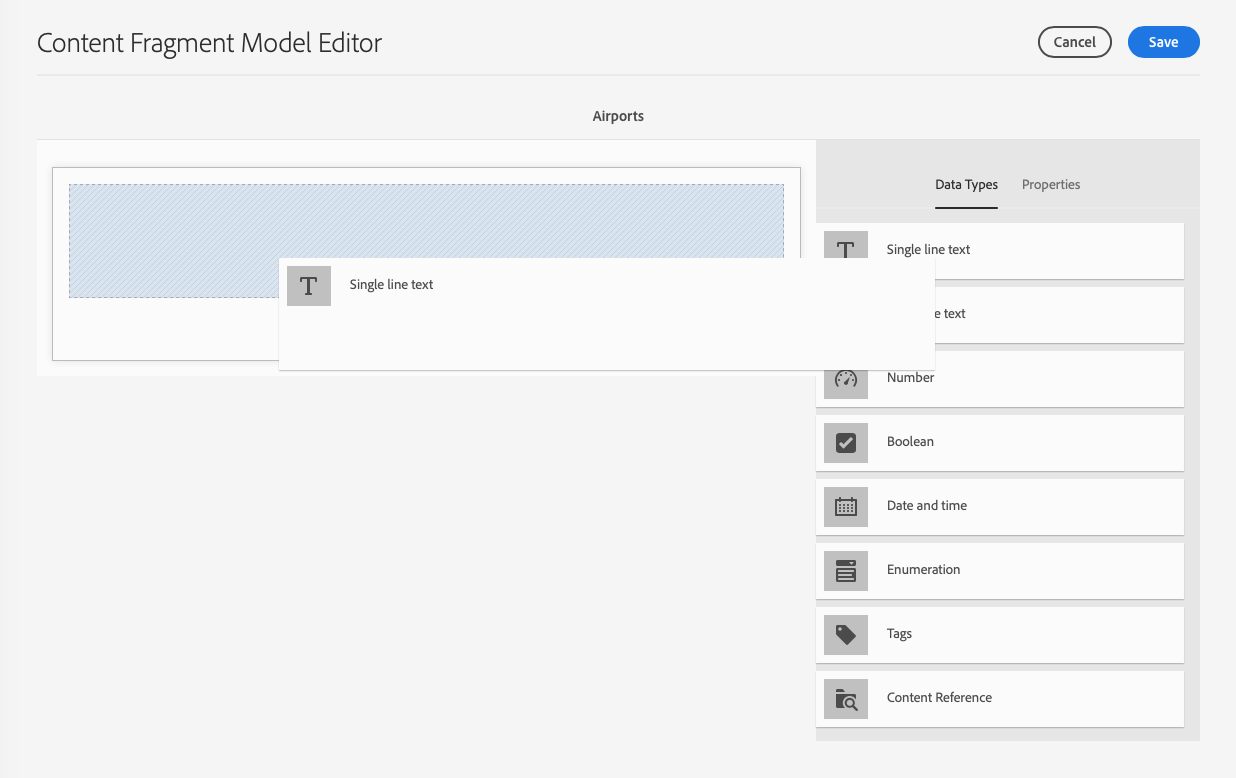 Content Fragment Model Editor
Cancel
Save
Airports
Data Types
Properties
Single line text
Single line text
e text
Number
Boolean
Date and time
Enumeration
Tags
Content Reference